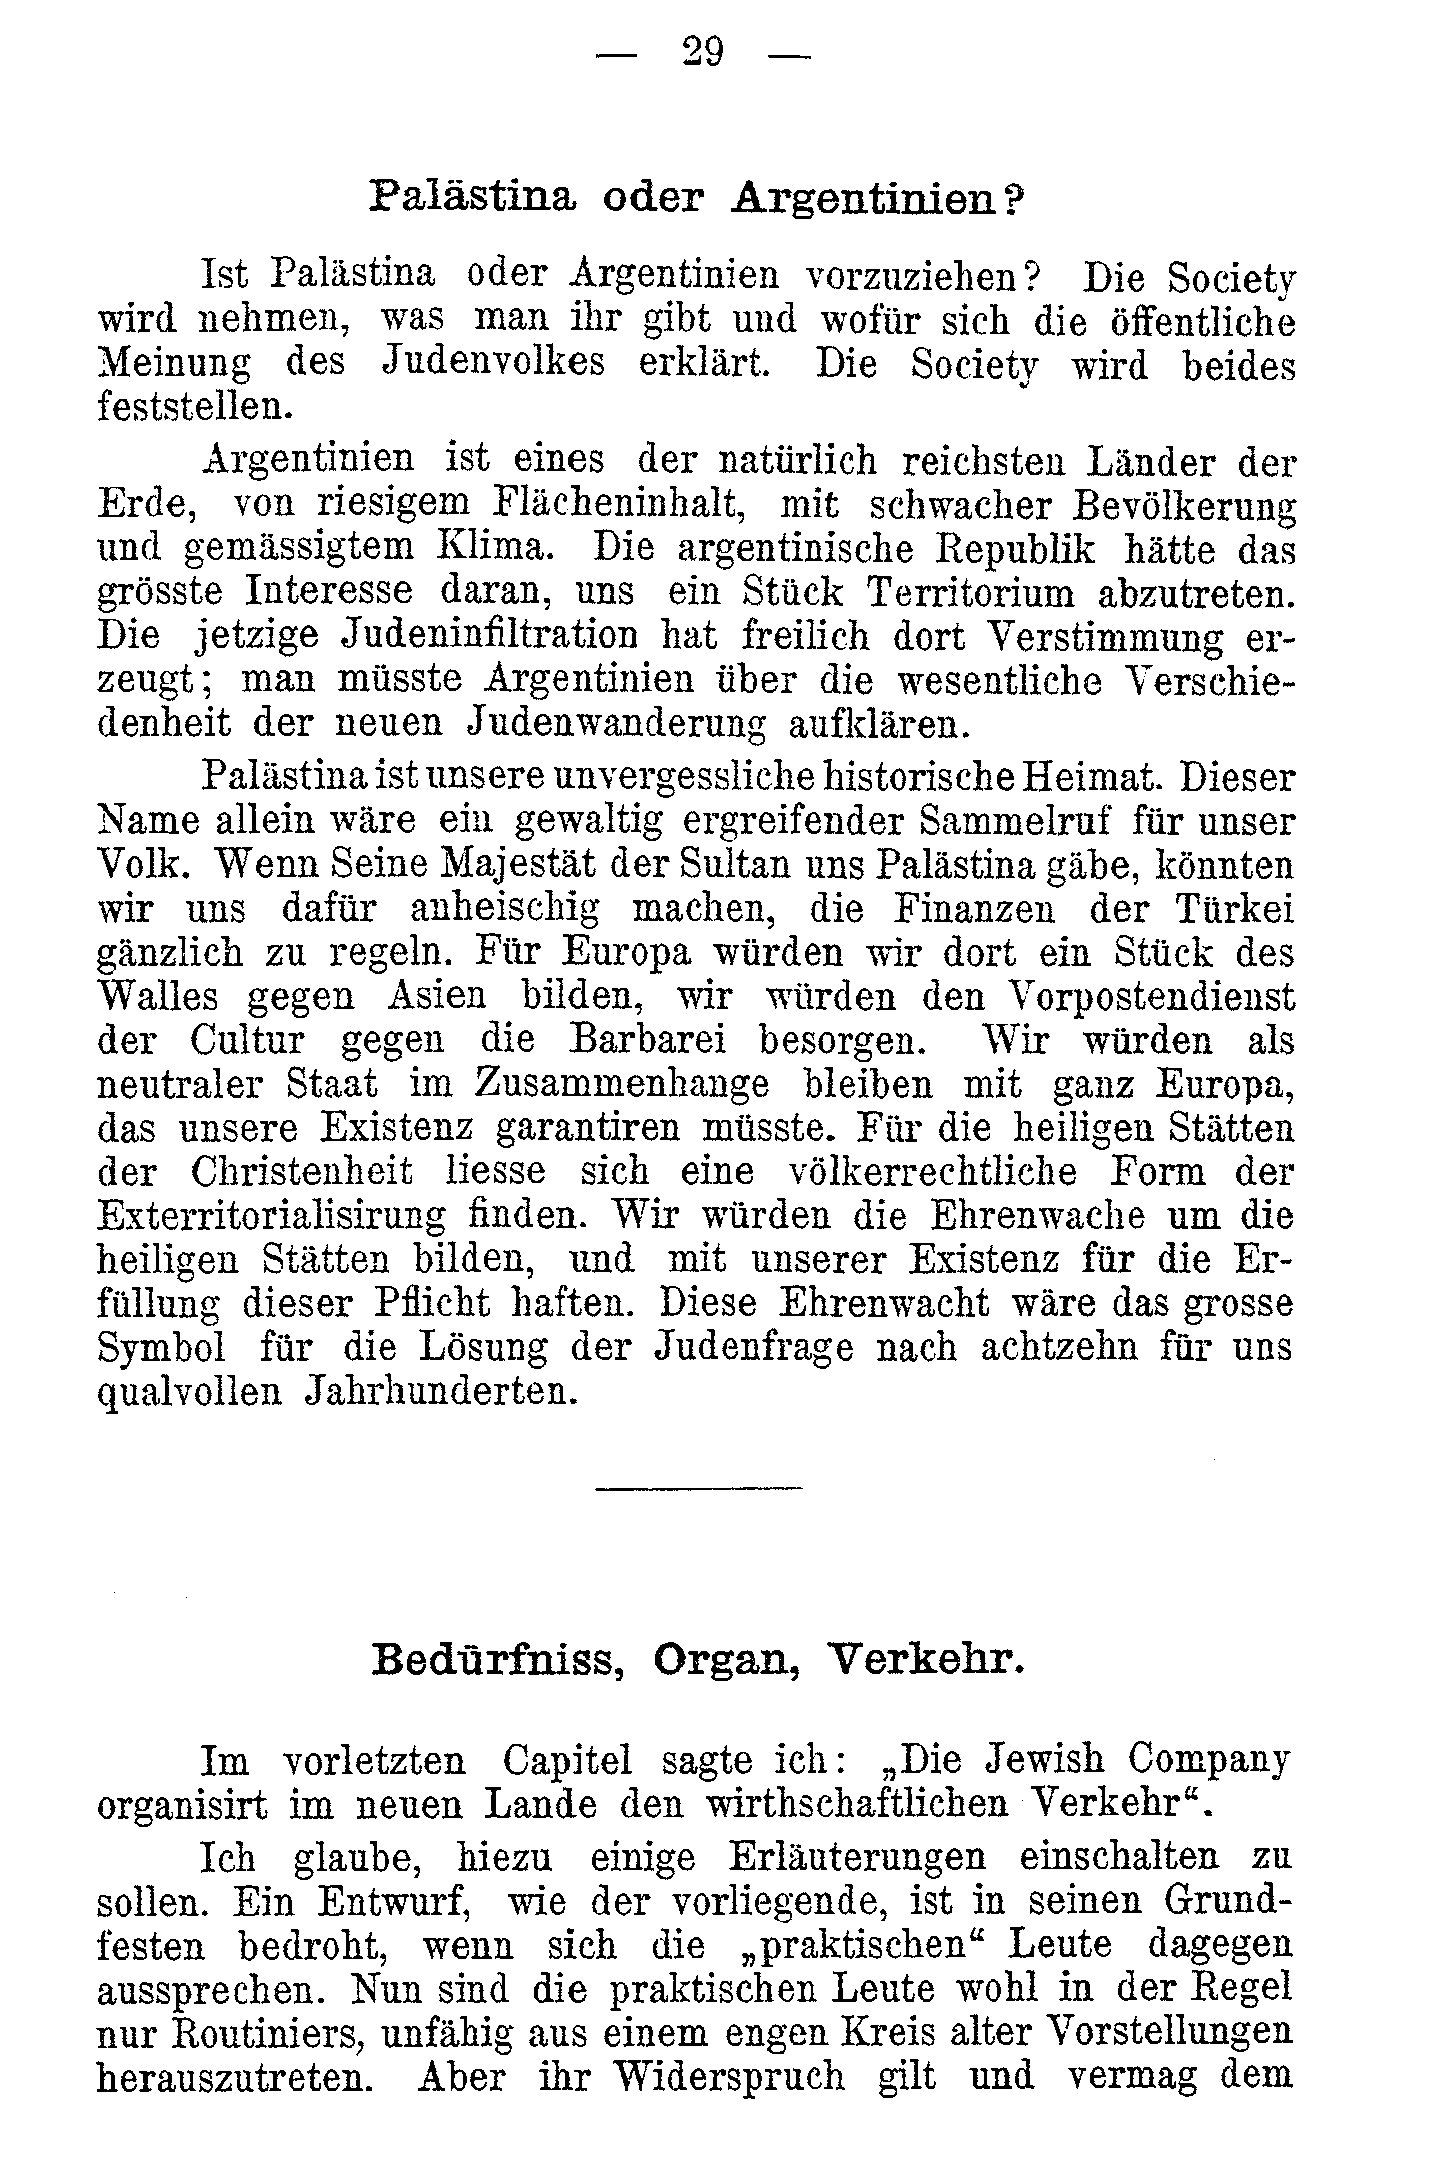 — 29 —
Palästina oder Argentinien?
Ist Palästina oder Argentinien vorzuziehen? Die Society
wird nehmen, was man ihr gibt und wofür sich die öffentliche
Meinung des Judenvolkes erklärt. Die Society wird beides
feststellen.
Argentinien ist eines der natürlich reichsten Länder der
Erde, von riesigem Flächeninhalt, mit schwacher Bevölkerung
und gemässigtem Klima. Die argentinische Republik hätte das
grösste Interesse daran, uns ein Stück Territorium abzutreten.
Die jetzige Judeninfiltration hat freilich dort Verstimmung er-
zeugt; man müsste Argentinien über die wesentliche Verschie-
denheit der neuen Judenwanderung aufklären.
Palästina ist unsere unvergessliche historische Heimat. Dieser
Name allein wäre ein gewaltig ergreifender Sammelruf für unser
Volk. Wenn Seine Majestät der Sultan uns Palästina gäbe, könnten
wir uns dafür anheischig machen, die Finanzen der Türkei
gänzlich zu regeln. Für Europa würden wir dort ein Stück des
Walles gegen Asien bilden, wir würden den Vorpostendienst
der Cultur gegen die Barbarei besorgen. Wir würden als
neutraler Staat im Zusammenhange bleiben mit ganz Europa,
das unsere Existenz garantiren müsste. Für die heiligen Stätten
der Christenheit liesse sich eine völkerrechtliche Form der
Exterritorialisirung finden. Wir würden die Ehrenwache um die
heiligen Stätten bilden, und mit unserer Existenz für die Er-
füllung dieser Pflicht haften. Diese Ehrenwacht wäre das grosse
Symbol für die Lösung der Judenfrage nach achtzehn für uns
qualvollen Jahrhunderten.
Bedürfniss, Organ, Verkehr.
Im vorletzten Capitel sagte ich: „Die Jewish Company
organisirt im neuen Lande den wirthschaftlichen Verkehr“.
Ich glaube, hiezu einige Erläuterungen einschalten zu
sollen. Ein Entwurf, wie der vorliegende, ist in seinen Grund-
festen bedroht, wenn sich die „praktischen“ Leute dagegen
aussprechen. Nun sind die praktischen Leute wohl in der Regel
nur Routiniers, unfähig aus einem engen Kreis alter Vorstellungen
herauszutreten. Aber ihr Widerspruch gilt und vermag dem